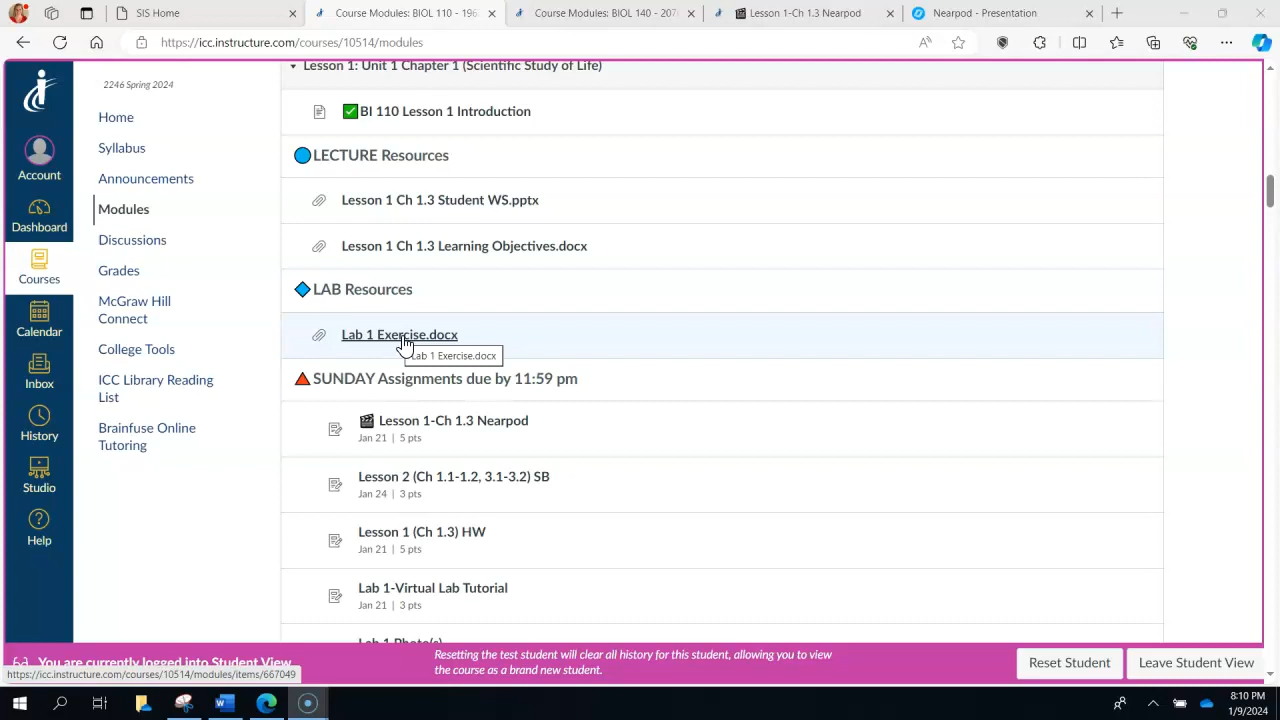 SIS Home
Course Modules: BIOL 110 - 196
Course Modules: BIOL 140 - 207
Lesson 1-Ch 1.3 Nearpod
Nearpod - Presentation
https://icc.instructure.com/courses/10514/modules
Account
Dashboard
Courses
Calendar
Inbox
History
Studio
Help
2246 Spring 2024
Home
Syllabus
Announcements
Modules
Discussions
Grades
McGraw Hill
Connect
College Tools
ICC Library Reading
List
Brainfuse Online
Tutoring
Lesson 1: Unit 1 Chapter 1 (Scientific Study of Life)
BI 110 Lesson 1 Introduction
LECTURE Resources
Lesson 1 Ch 1.3 Student WS.pptx
Lesson 1 Ch 1.3 Learning Objectives.docx
LAB Resources
Lab 1 Exercise.docx
Lab 1 Exercise.docx
SUNDAY Assignments due by 11:59 pm
Lesson 1-Ch 1.3 Nearpod
Jan 21 | 5 pts
Lesson 2 (Ch 1.1-1.2, 3.1-3.2) SB
Jan 24 | 3 pts
Lesson 1 (Ch 1.3) HW
Jan 21 | 5 pts
Lab 1-Virtual Lab Tutorial
Jan 21 | 3 pts
Lab 1 Photo(s)
You are currently logged into Student View
Resetting the test student will clear all history for this student, allowing you to view
the course as a brand new student.
Reset Student
Leave Student View
https://icc.instructure.com/courses/10514/modules/items/667049
8:10 PM
1/9/2024